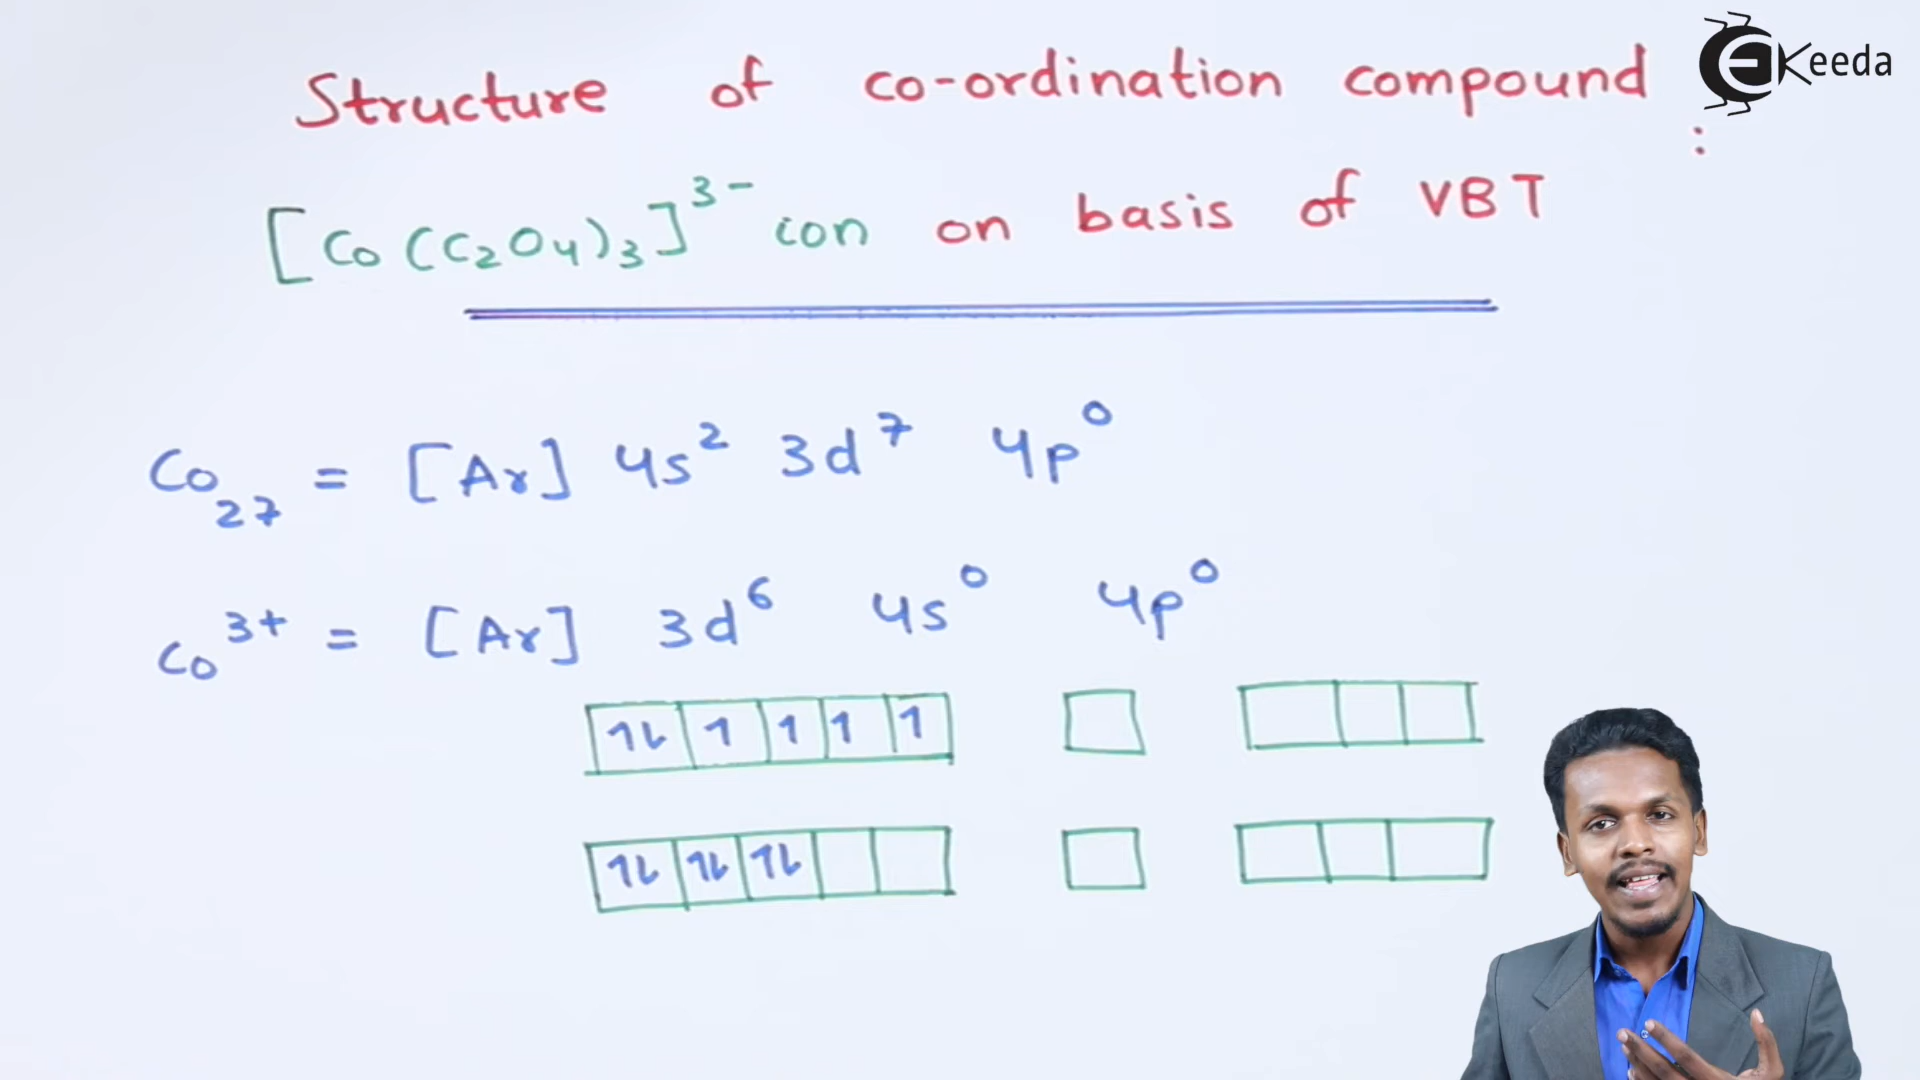 Structure of co-ordination compound :
[Co(C₂O₄)₃]³⁻ ion on basis of VBT
Co₂₇ = [Ar] 4s² 3d⁷ 4p⁰
Co³⁺ = [Ar] 3d⁶ 4s⁰ 4p⁰
↿⇂ ↿ ↿ ↿ ↿
↿⇂ ↿⇂ ↿⇂
EKeeda